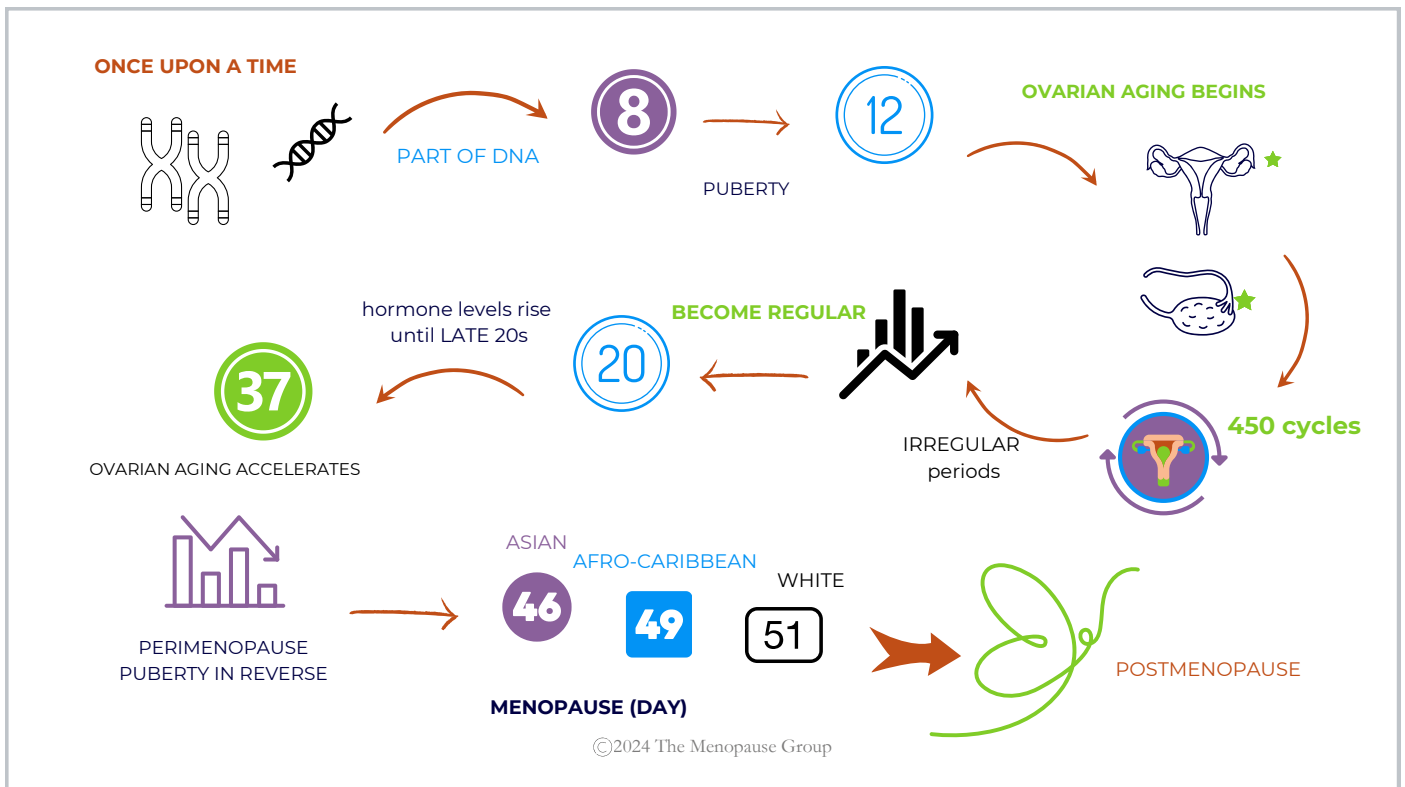 ONCE UPON A TIME
PART OF DNA
8
PUBERTY
12
OVARIAN AGING BEGINS
450 cycles
IRREGULAR
periods
BECOME REGULAR
20
hormone levels rise
until LATE 20s
37
OVARIAN AGING ACCELERATES
PERIMENOPAUSE
PUBERTY IN REVERSE
ASIAN
46
AFRO-CARIBBEAN
49
WHITE
51
MENOPAUSE (DAY)
POSTMENOPAUSE
©2024 The Menopause Group